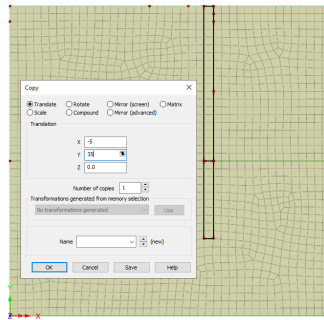 Copy
Translate Rotate Mirror (screen) Matrix
Scale Compound Mirror (advanced)
Translation
X -5
Y 35
Z 0.0
Number of copies 1
Transformations generated from memory selection
No transformations generated Use
Name (new)
OK Cancel Save Help
Y
Z X